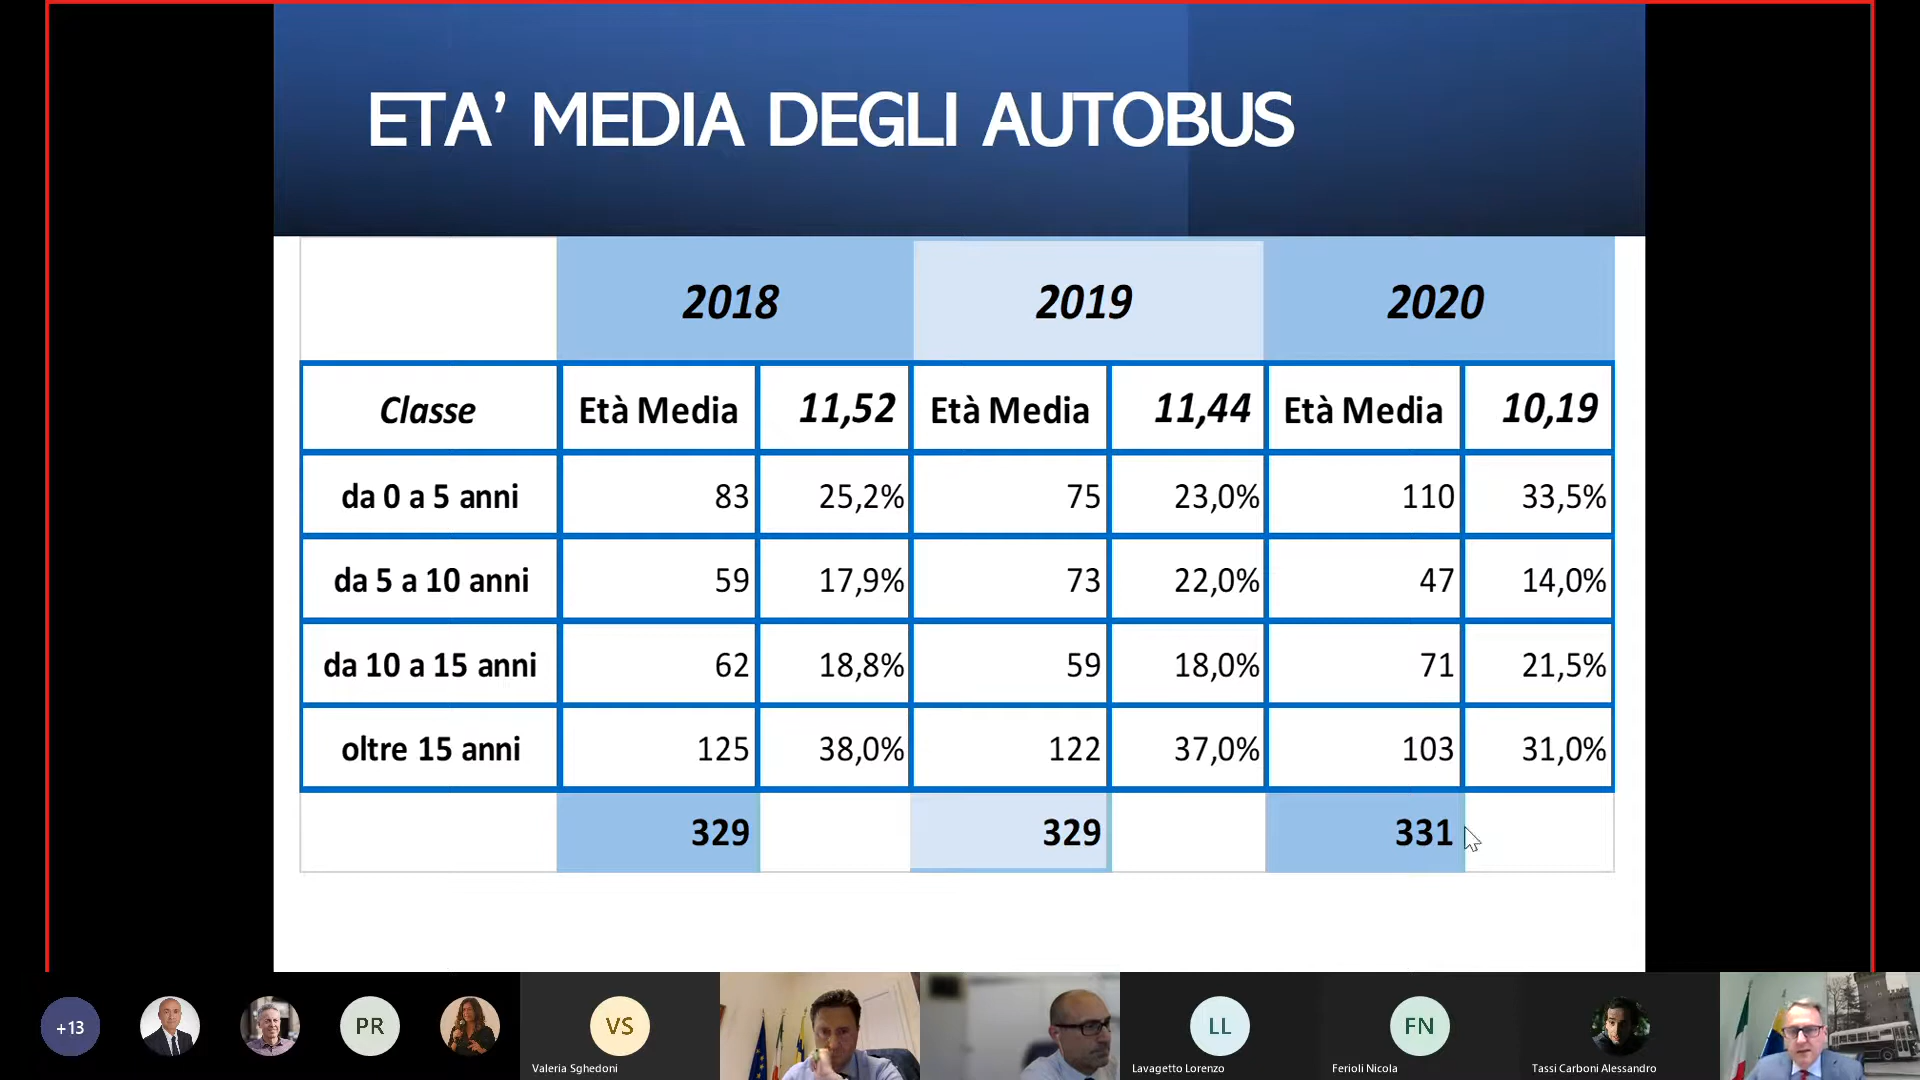 ETA’ MEDIA DEGLI AUTOBUS
2018 2019 2020
Classe Età Media 11,52 Età Media 11,44 Età Media 10,19
da 0 a 5 anni 83 25,2% 75 23,0% 110 33,5%
da 5 a 10 anni 59 17,9% 73 22,0% 47 14,0%
da 10 a 15 anni 62 18,8% 59 18,0% 71 21,5%
oltre 15 anni 125 38,0% 122 37,0% 103 31,0%
329 329 331
+13 PR VS LL FN
Valeria Sghedoni Lavagetto Lorenzo Ferioli Nicola Tassi Carboni Alessandro